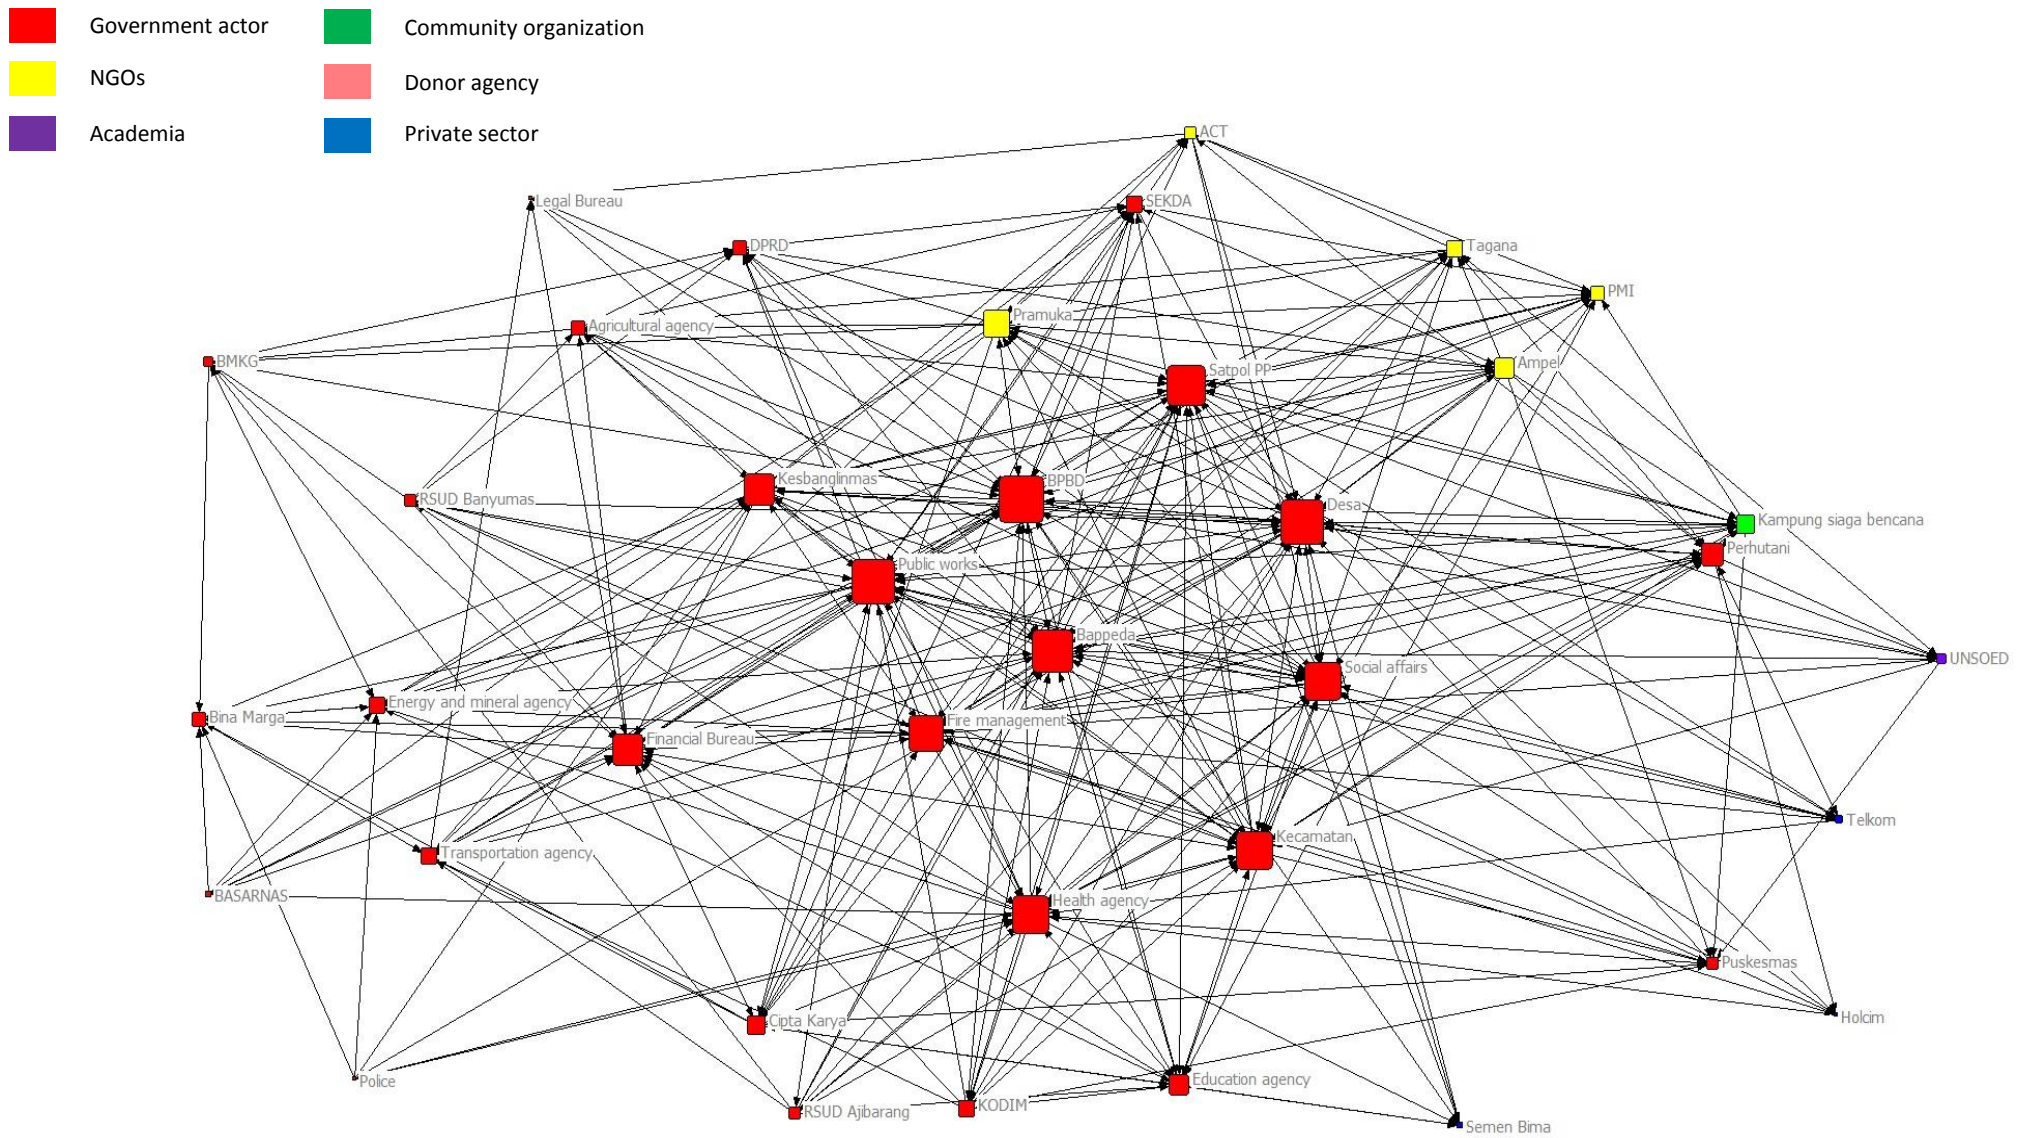 Government actor
Community organization
NGOs
Donor agency
Academia
Private sector
ACT
Legal Bureau
SEKDA
DPRD
Tagana
PMI
Pramuka
Agricultural agency
BMKG
Satpol PP
Ampel
Kesbanglinmas
BPBD
RSUD Banyumas
Desa
Kampung siaga bencana
Perhutani
Public works
Bappeda
UNSOED
Social affairs
Energy and mineral agency
Bina Marga
Fire management
Financial Bureau
Telkom
Kecamatan
Transportation agency
BASARNAS
Health agency
Puskesmas
Cipta Karya
Holcim
Police
Education agency
KODIM
RSUD Ajibarang
Semen Bima